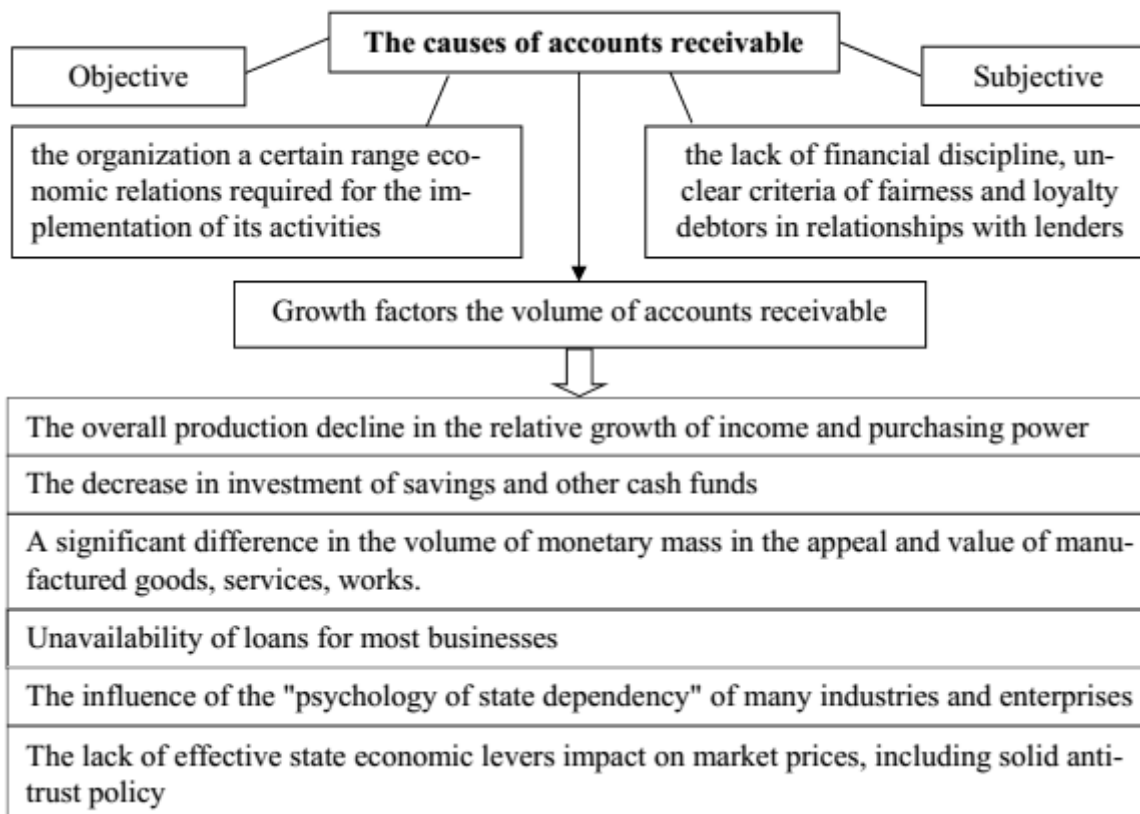 The causes of accounts receivable
Objective
Subjective
the organization a certain range eco-
nomic relations required for the im-
plementation of its activities
the lack of financial discipline, un-
clear criteria of fairness and loyalty
debtors in relationships with lenders
Growth factors the volume of accounts receivable
The overall production decline in the relative growth of income and purchasing power
The decrease in investment of savings and other cash funds
A significant difference in the volume of monetary mass in the appeal and value of manu-
factured goods, services, works.
Unavailability of loans for most businesses
The influence of the "psychology of state dependency" of many industries and enterprises
The lack of effective state economic levers impact on market prices, including solid anti-
trust policy